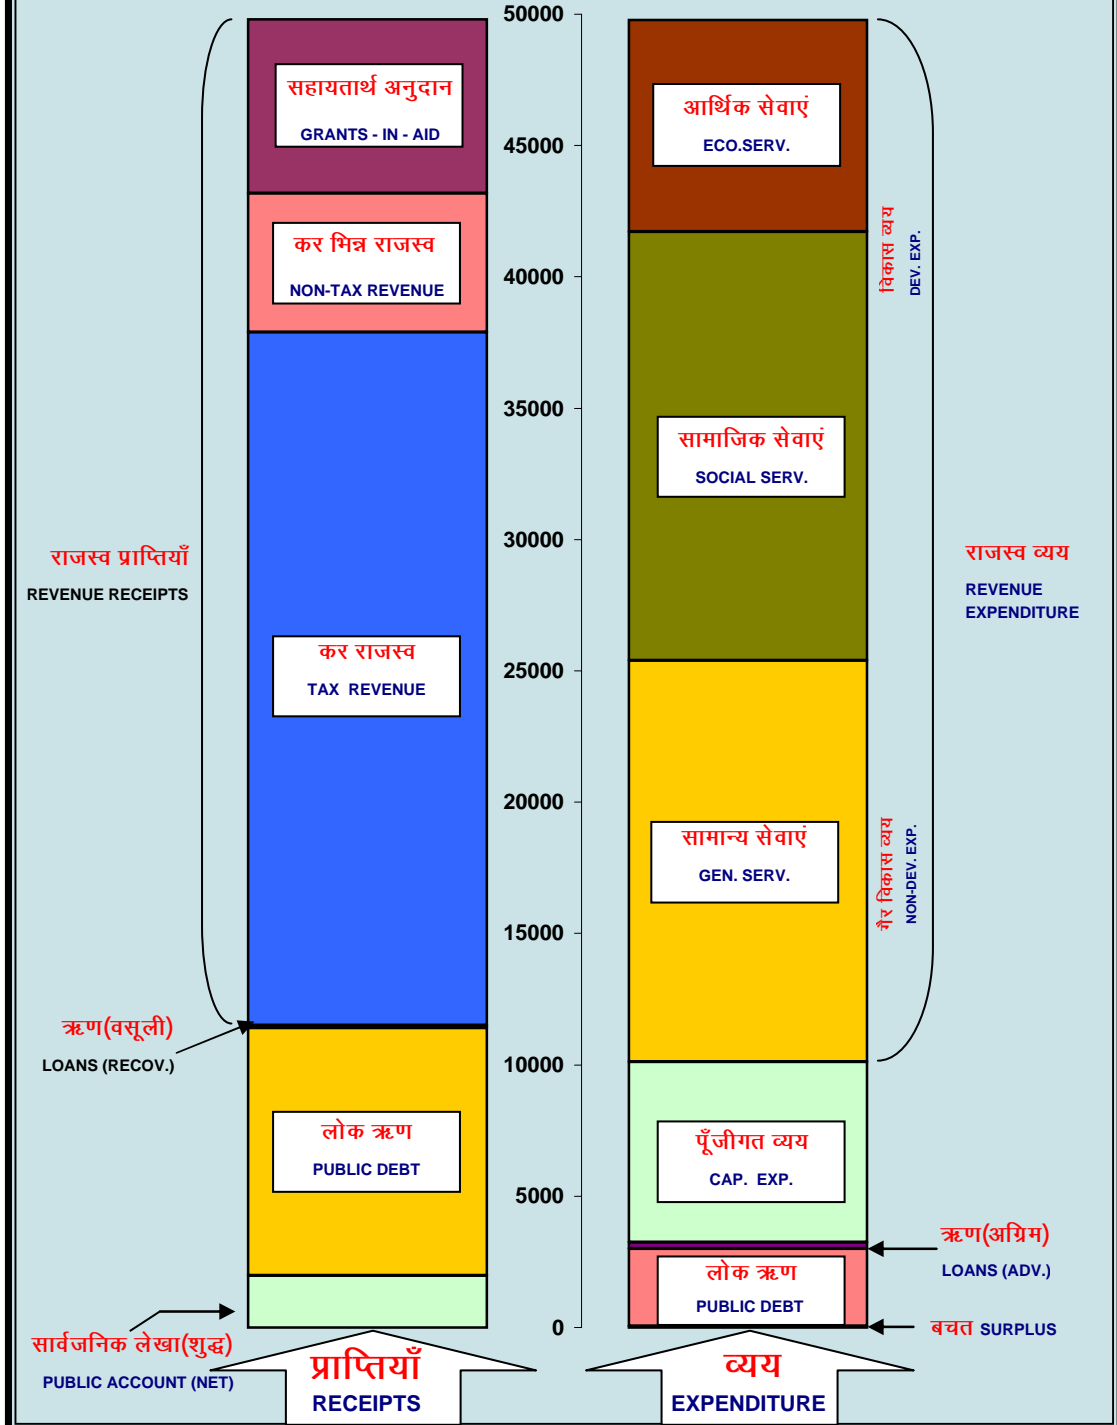 50000
45000
40000
35000
30000
25000
20000
15000
10000
5000
0
सहायतार्थ अनुदान
GRANTS - IN - AID
कर भिन्न राजस्व
NON-TAX REVENUE
कर राजस्व
TAX REVENUE
लोक ऋण
PUBLIC DEBT
राजस्व प्राप्तियाँ
REVENUE RECEIPTS
ऋण(वसूली)
LOANS (RECOV.)
सार्वजनिक लेखा(शुद्ध)
PUBLIC ACCOUNT (NET)
प्राप्तियाँ
RECEIPTS
आर्थिक सेवाएं
ECO.SERV.
सामाजिक सेवाएं
SOCIAL SERV.
सामान्य सेवाएं
GEN. SERV.
पूँजीगत व्यय
CAP. EXP.
लोक ऋण
PUBLIC DEBT
विकास व्यय
DEV. EXP.
गैर विकास व्यय
NON-DEV. EXP.
राजस्व व्यय
REVENUE
EXPENDITURE
ऋण(अग्रिम)
LOANS (ADV.)
बचत SURPLUS
व्यय
EXPENDITURE